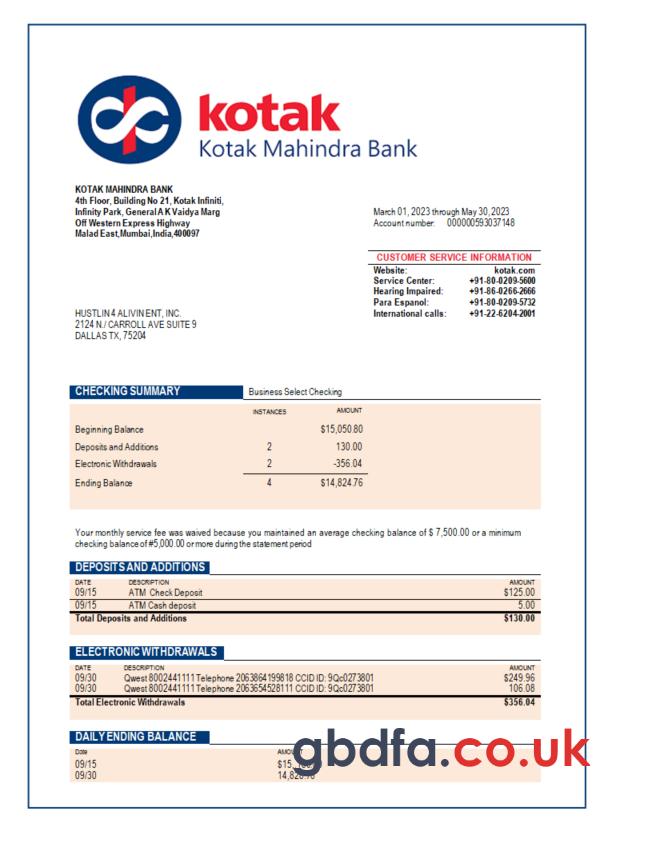 kotak
Kotak Mahindra Bank
KOTAK MAHINDRA BANK
4th Floor, Building No 21, Kotak Infiniti,
Infinity Park, General A K Vaidya Marg
Off Western Express Highway
Malad East,Mumbai,India,400097
March 01, 2023 through May 30,2023
Account number: 000000593037148
CUSTOMER SERVICE INFORMATION
Website: kotak.com
Service Center: +91-80-0209-5600
Hearing Impaired: +91-86-0266-2666
Para Espanol: +91-80-0209-5732
International calls: +91-22-6204-2001
HUSTLIN 4 ALIVIN ENT, INC.
2124 N./ CARROLL AVE SUITE 9
DALLAS TX, 75204
CHECKING SUMMARY Business Select Checking
INSTANCES AMOUNT
Beginning Balance $15,050.80
Deposits and Additions 2 130.00
Electronic Withdrawals 2 -356.04
Ending Balance 4 $14,824.76
Your monthly service fee was waived because you maintained an average checking balance of $ 7,500.00 or a minimum
checking balance of #5,000.00 or more during the statement period
DEPOSITS AND ADDITIONS
DATE DESCRIPTION AMOUNT
09/15 ATM Check Deposit $125.00
09/15 ATM Cash deposit 5.00
Total Deposits and Additions $130.00
ELECTRONIC WITHDRAWALS
DATE DESCRIPTION AMOUNT
09/30 Qwest 8002441111 Telephone 2063864199818 CCID ID: 9Qc0273801 $249.96
09/30 Qwest 8002441111 Telephone 2063654528111 CCID ID: 9Qc0273801 106.08
Total Electronic Withdrawals $356.04
DAILY ENDING BALANCE
Date AMOUNT
09/15
09/30
gbdfa.co.uk